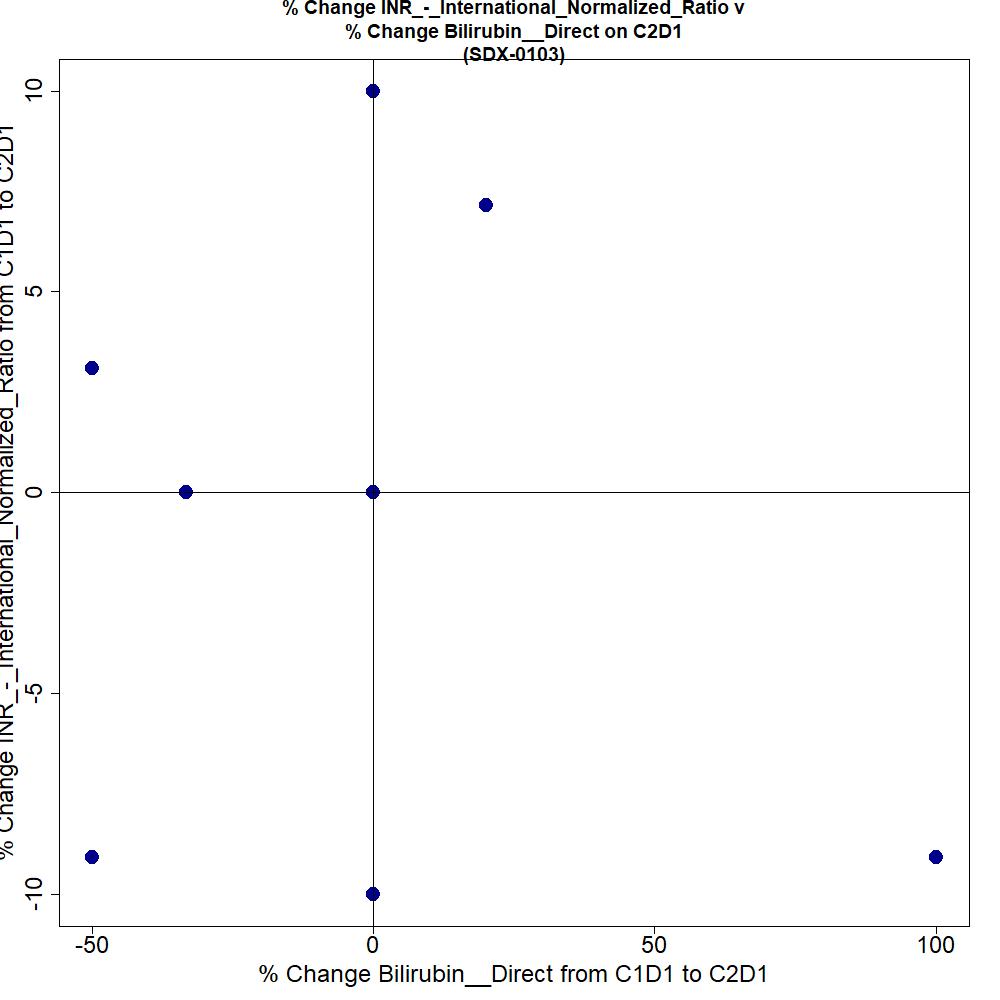 % Change INR_-_International_Normalized_Ratio v
% Change Bilirubin__Direct on C2D1
(SDX-0103)
% Change INR_-_International_Normalized_Ratio from C1D1 to C2D1
10
5
0
-5
-10
-50
0
50
100
% Change Bilirubin__Direct from C1D1 to C2D1